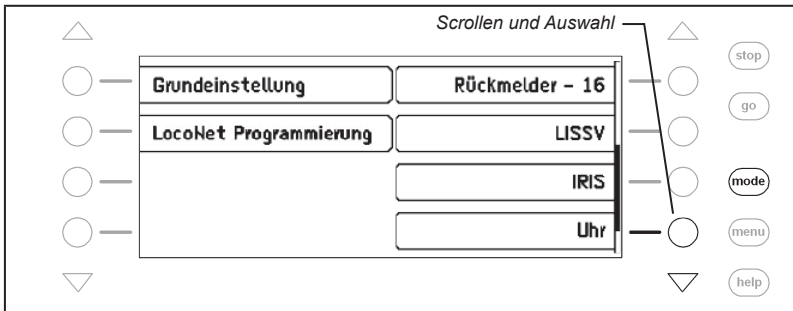 Scrollen und Auswahl
stop
Grundeinstellung
Rückmelder – 16
go
LocoNet Programmierung
LISSV
IRIS
mode
Uhr
menu
help